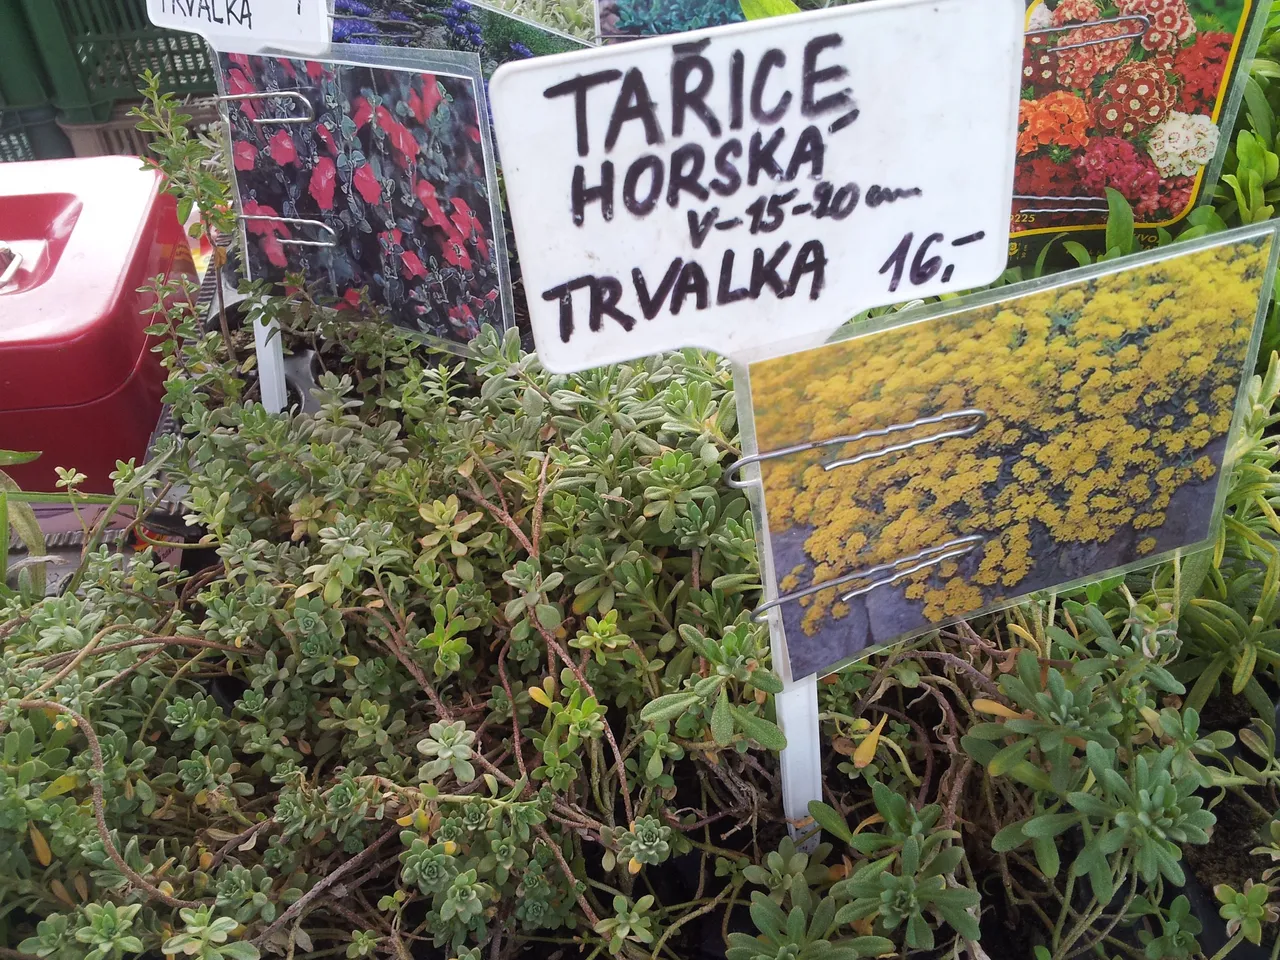 TRVALKA
TAŘICE
HORSKÁ
V-15-20 cm
TRVALKA 16,-